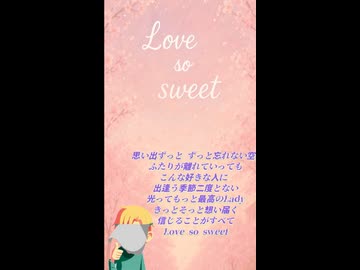 Love
so
sweet
思い出ずっと ずっと忘れない空
ふたりが離れていっても
こんな好きな人に
出逢う季節二度とない
光ってもっと最高のLady
きっとそっと想い届く
信じることがすべて
Love so sweet